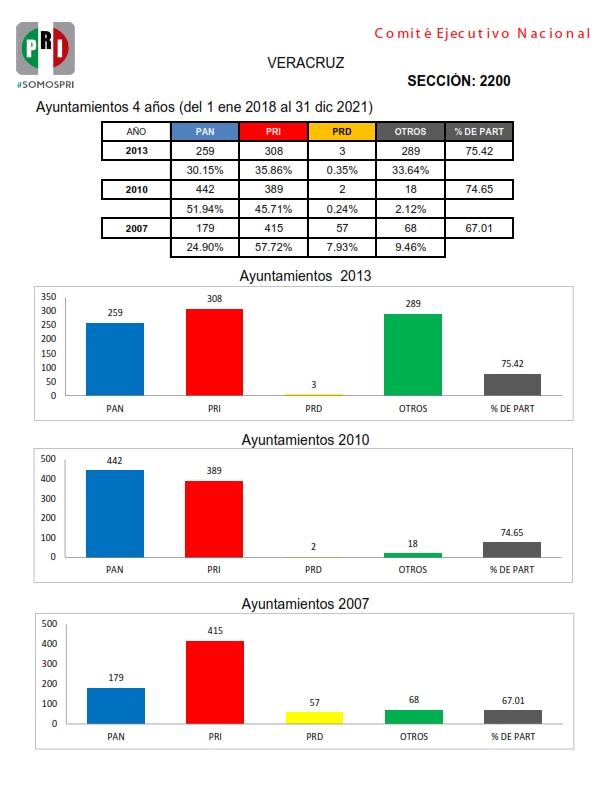 Comité Ejecutivo Nacional
PRI
#SOMOSPRI
VERACRUZ
SECCIÓN: 2200
Ayuntamientos 4 años (del 1 ene 2018 al 31 dic 2021)
AÑO PAN PRI PRD OTROS % DE PART
2013 259 308 3 289 75.42
30.15% 35.86% 0.35% 33.64%
2010 442 389 2 18 74.65
51.94% 45.71% 0.24% 2.12%
2007 179 415 57 68 67.01
24.90% 57.72% 7.93% 9.46%
Ayuntamientos 2013
350
300
250
200
150
100
50
0
259 308 3 289 75.42
PAN PRI PRD OTROS % DE PART
Ayuntamientos 2010
500
400
300
200
100
0
442 389 2 18 74.65
PAN PRI PRD OTROS % DE PART
Ayuntamientos 2007
500
400
300
200
100
0
179 415 57 68 67.01
PAN PRI PRD OTROS % DE PART